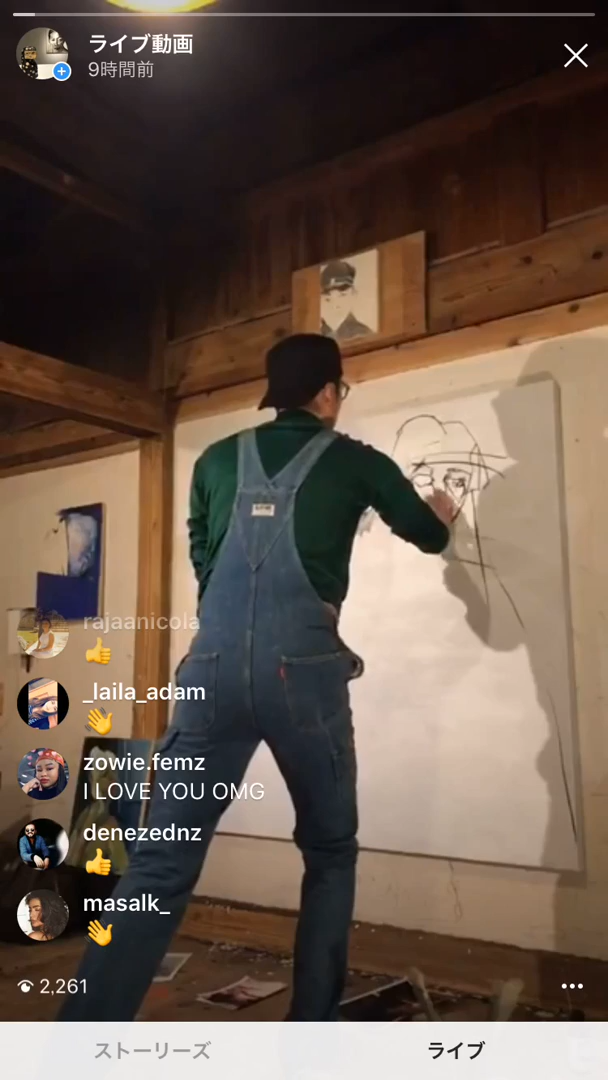 ライブ動画
9時間前
rajaanicola
_laila_adam
zowie.femz
I LOVE YOU OMG
denezednz
masalk_
2,261
ストーリーズ
ライブ